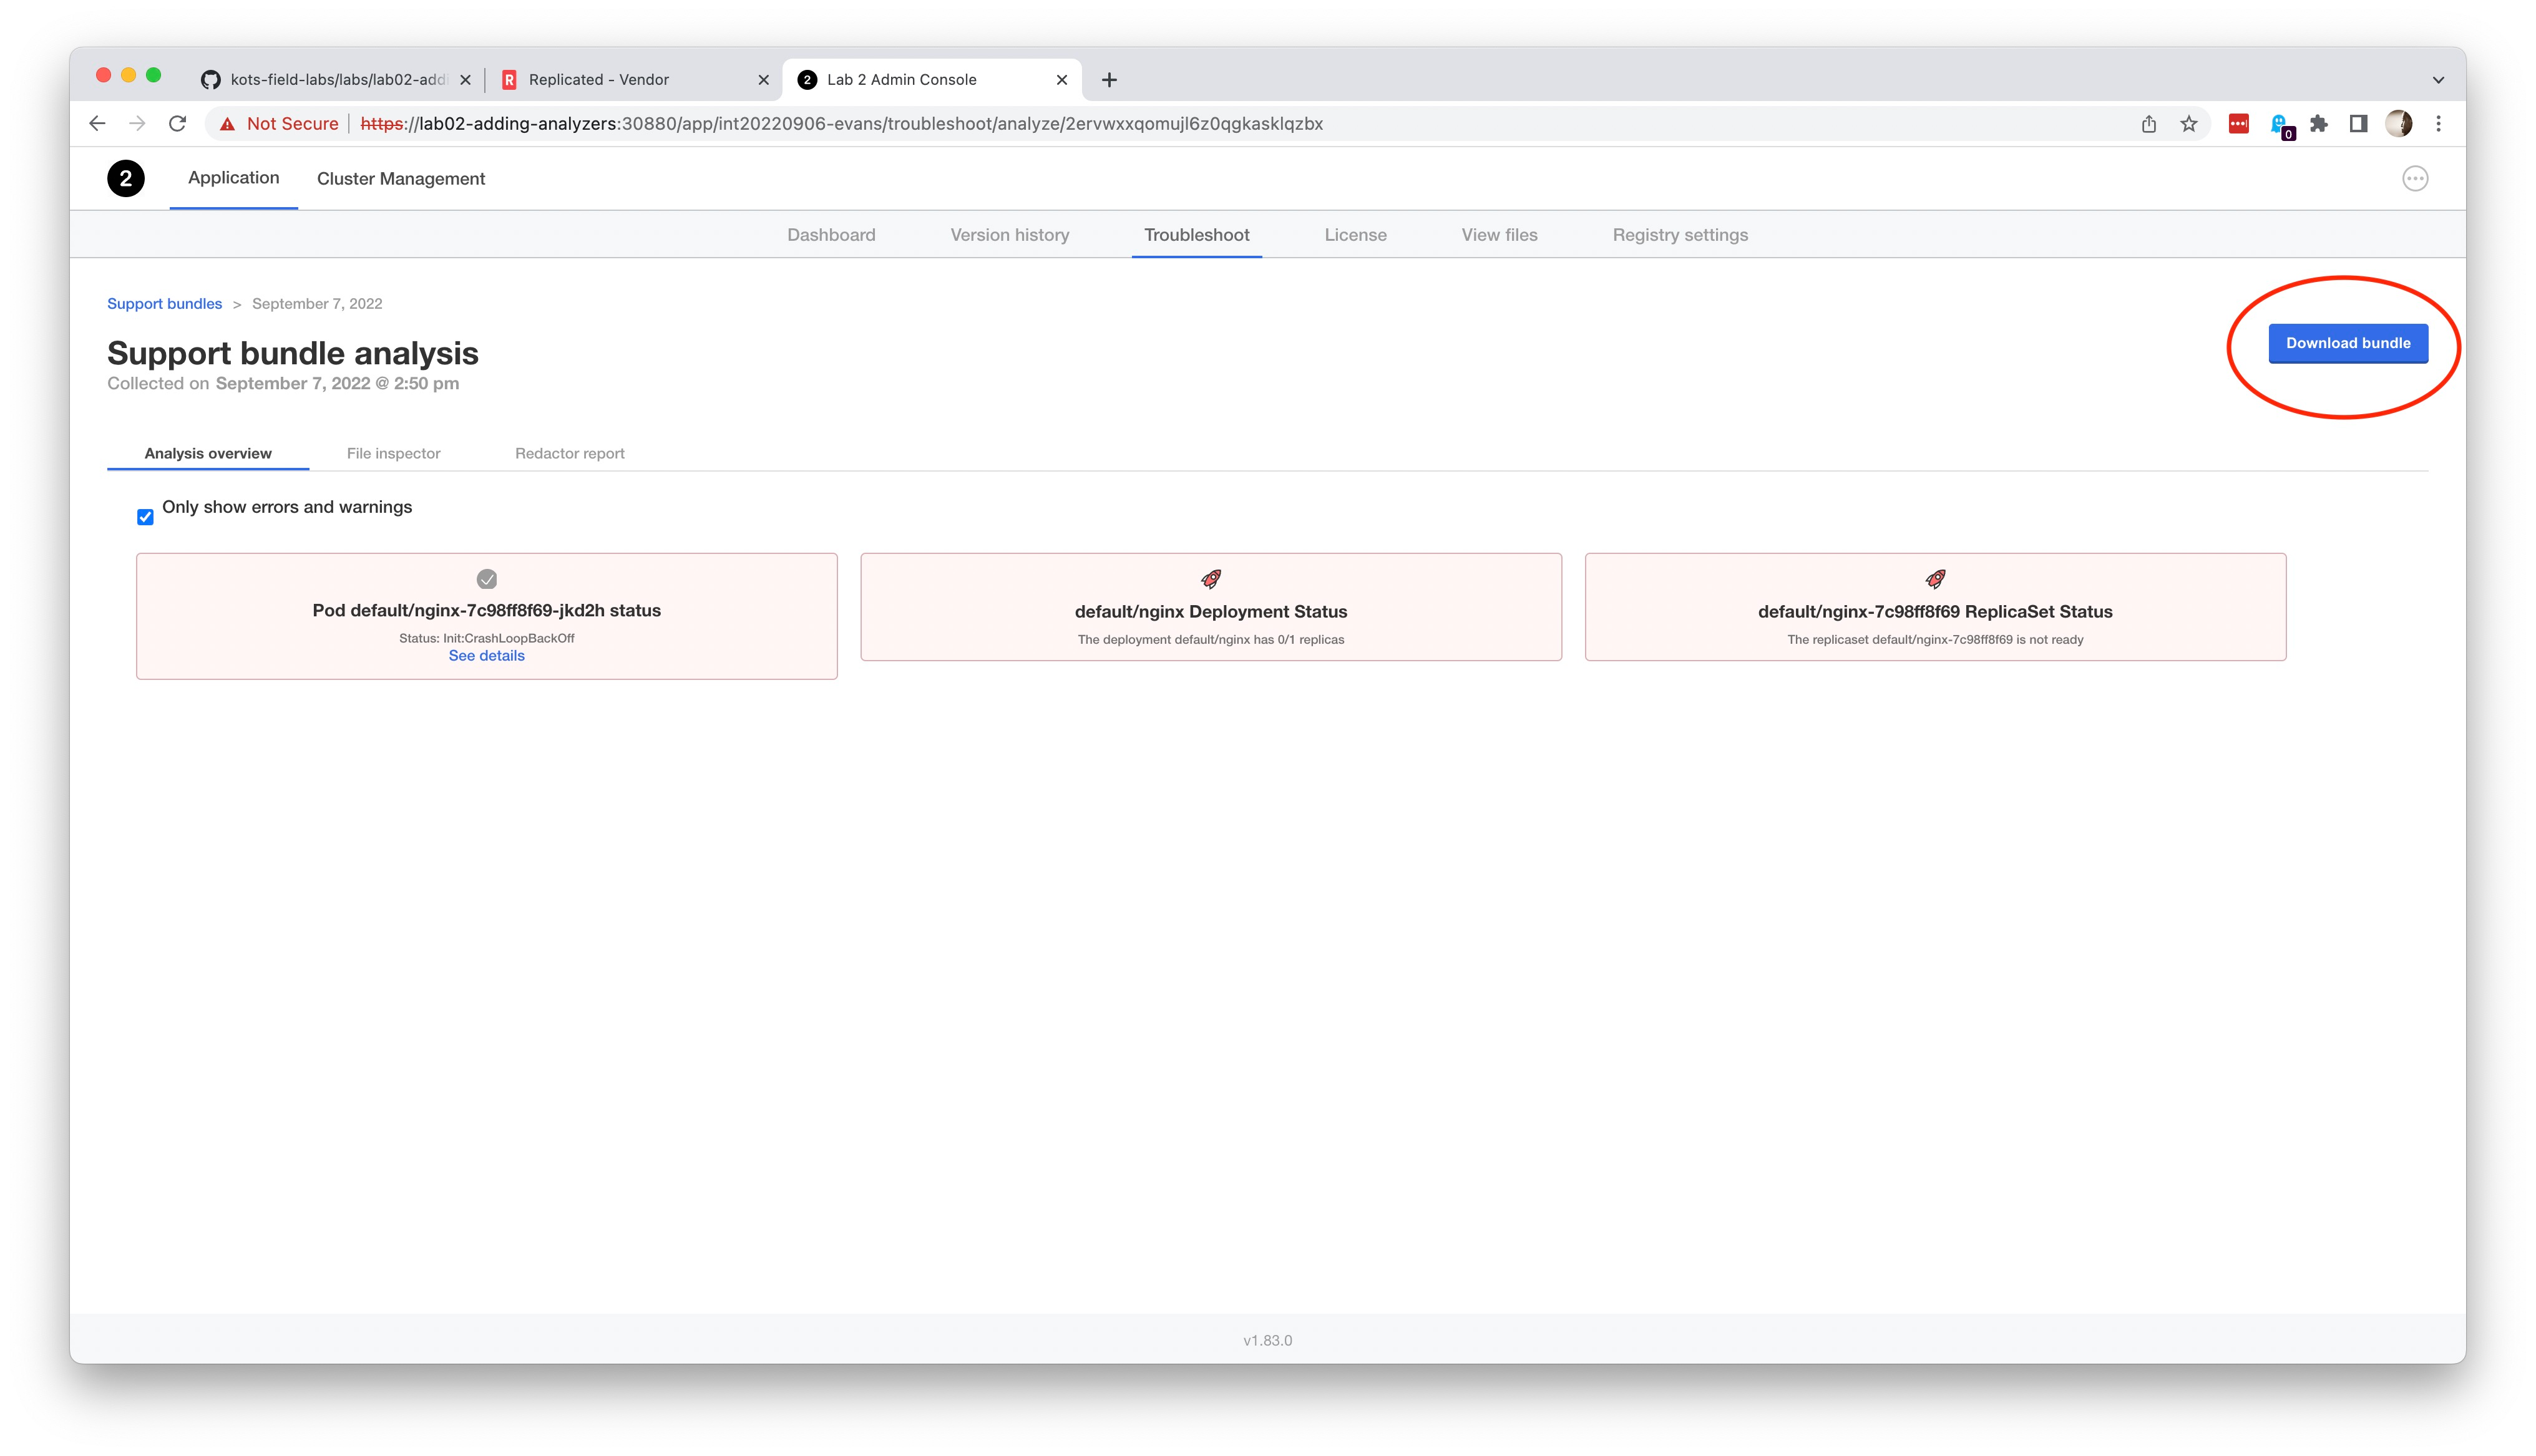 kots-field-labs/labs/lab02-add
R Replicated - Vendor
2 Lab 2 Admin Console
Not Secure https://lab02-adding-analyzers:30880/app/int20220906-evans/troubleshoot/analyze/2ervwxxqomujl6z0qgkasklqzbx
0
2 Application Cluster Management
Dashboard Version history Troubleshoot License View files Registry settings
Support bundles > September 7, 2022
Download bundle
Support bundle analysis
Collected on September 7, 2022 @ 2:50 pm
Analysis overview File inspector Redactor report
Only show errors and warnings
Pod default/nginx-7c98ff8f69-jkd2h status
Status: Init:CrashLoopBackOff
See details
default/nginx Deployment Status
The deployment default/nginx has 0/1 replicas
default/nginx-7c98ff8f69 ReplicaSet Status
The replicaset default/nginx-7c98ff8f69 is not ready
v1.83.0